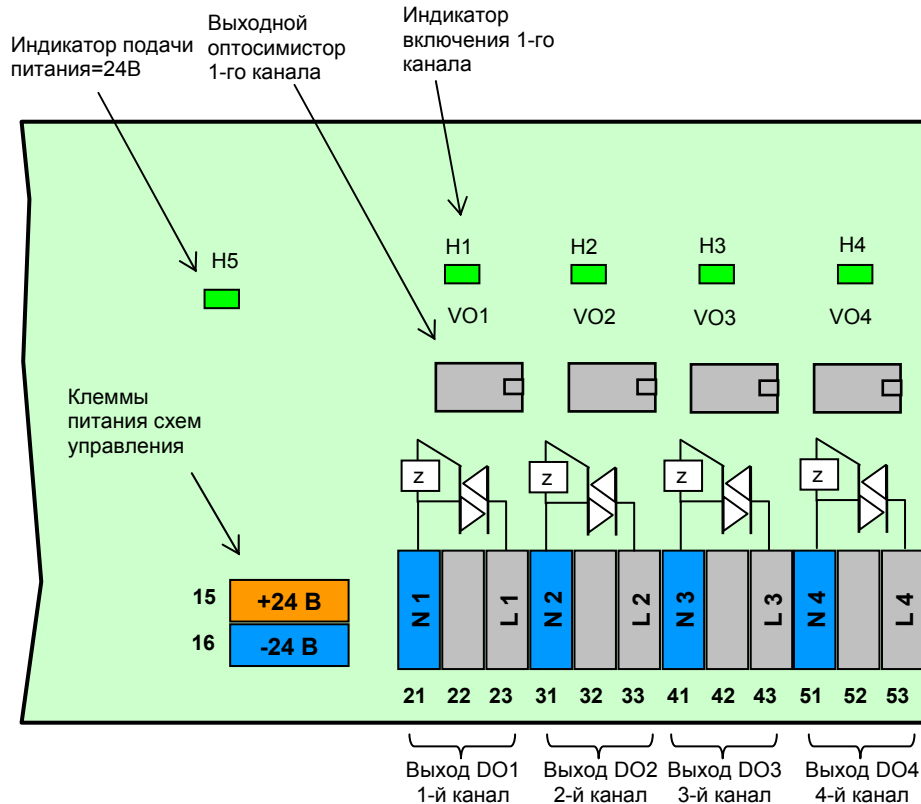 Индикатор подачи
питания=24В
Выходной
оптосимистор
1-го канала
Индикатор
включения 1-го
канала
H5
H1
H2
H3
H4
VO1
VO2
VO3
VO4
Клеммы
питания схем
управления
z
z
z
z
15
+24 В
16
-24 В
N 1
L 1
N 2
L 2
N 3
L 3
N 4
L 4
21 22 23 31 32 33 41 42 43 51 52 53
Выход DO1
1-й канал
Выход DO2
2-й канал
Выход DO3
3-й канал
Выход DO4
4-й канал